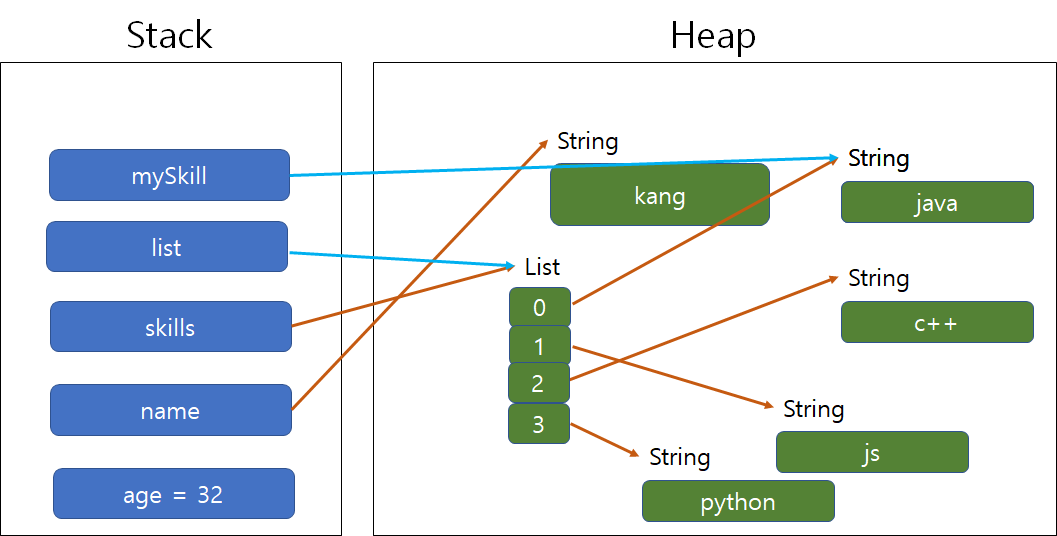 Stack
Heap
mySkill
list
skills
name
age = 32
String
kang
String
java
List
0
1
2
3
String
c++
String
js
String
python